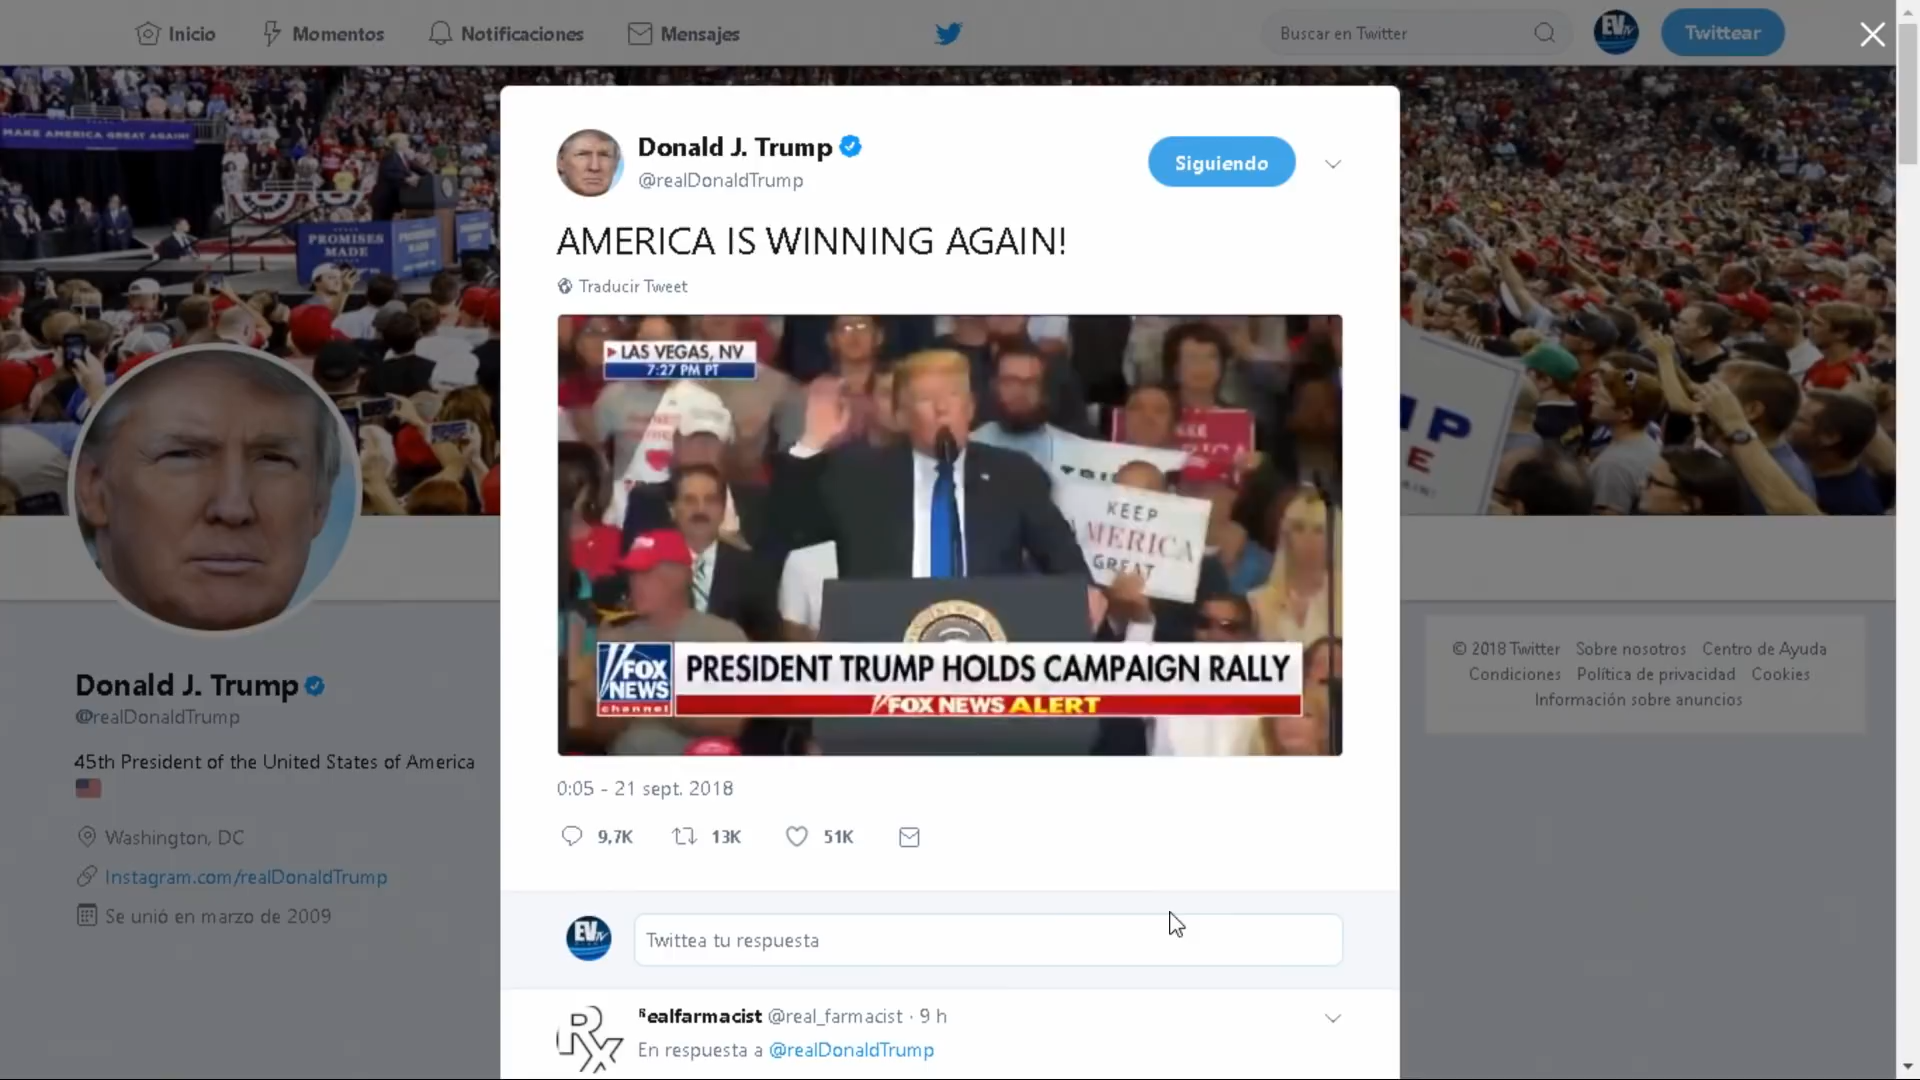 Inicio
Momentos
Notificaciones
Mensajes
Buscar en Twitter
EVTV
Twittear
MAKE AMERICA GREAT AGAIN!
PROMISES
MADE
Donald J. Trump
@realDonaldTrump
Siguiendo
AMERICA IS WINNING AGAIN!
Traducir Tweet
LAS VEGAS, NV
7:27 PM PT
KEEP
AMERICA
GREAT
FOX
NEWS
channel
PRESIDENT TRUMP HOLDS CAMPAIGN RALLY
FOX NEWS ALERT
0:05 - 21 sept. 2018
9,7K
13K
51K
EVTV
Twittea tu respuesta
Realfarmacist @real_farmacist · 9 h
En respuesta a @realDonaldTrump
Rx
Donald J. Trump
@realDonaldTrump
45th President of the United States of America
Washington, DC
Instagram.com/realDonaldTrump
Se unió en marzo de 2009
© 2018 Twitter Sobre nosotros Centro de Ayuda
Condiciones Política de privacidad Cookies
Información sobre anuncios